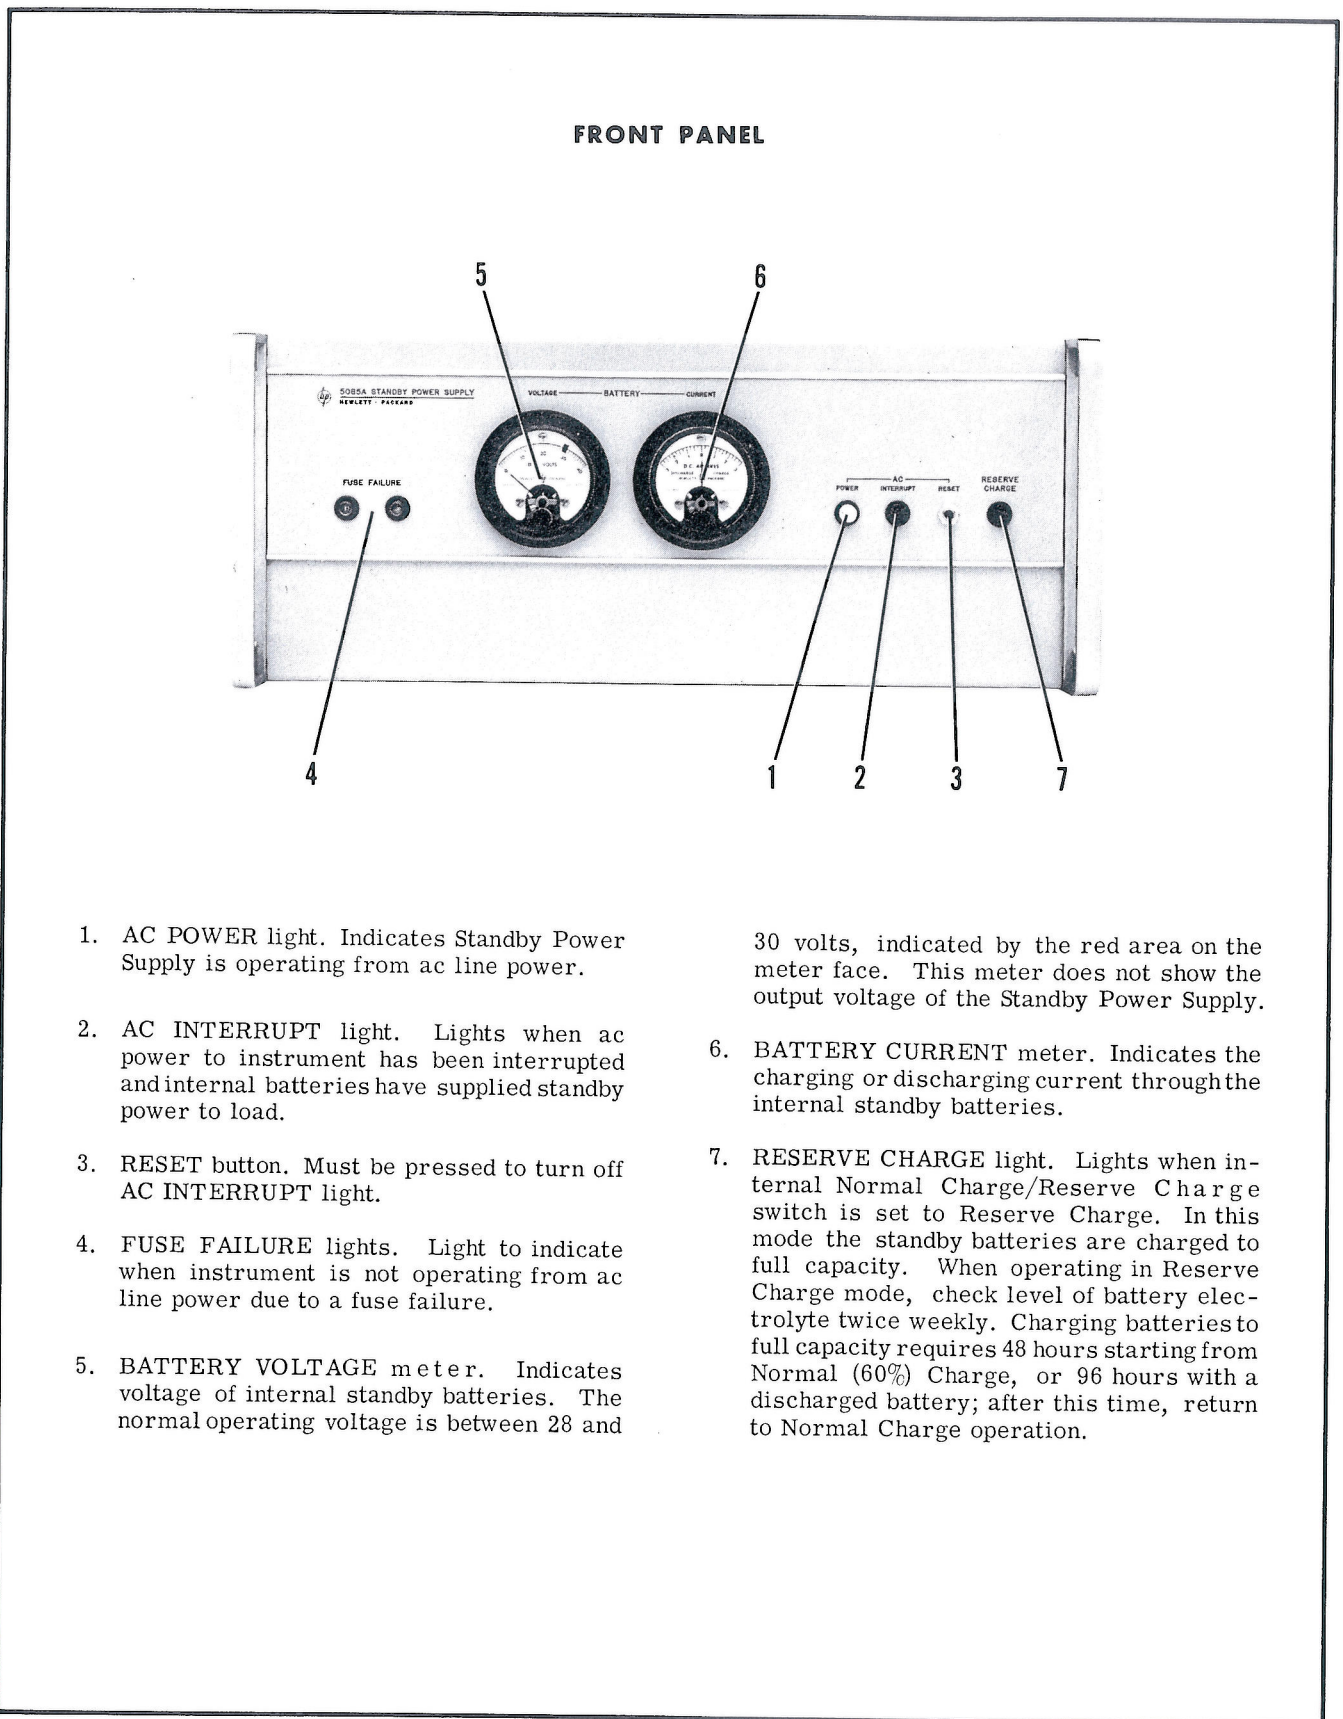 FRONT PANEL
5
6
5085A STANDBY POWER SUPPLY
HEWLETT · PACKARD
VOLTAGE
BATTERY
CURRENT
FUSE FAILURE
AC
POWER
INTERRUPT
RESET
RESERVE
CHARGE
VOLTS
4
1
2
3
7
1. AC POWER light. Indicates Standby Power
Supply is operating from ac line power.
2. AC INTERRUPT light. Lights when ac
power to instrument has been interrupted
and internal batteries have supplied standby
power to load.
3. RESET button. Must be pressed to turn off
AC INTERRUPT light.
4. FUSE FAILURE lights. Light to indicate
when instrument is not operating from ac
line power due to a fuse failure.
5. BATTERY VOLTAGE meter. Indicates
voltage of internal standby batteries. The
normal operating voltage is between 28 and
30 volts, indicated by the red area on the
meter face. This meter does not show the
output voltage of the Standby Power Supply.
6. BATTERY CURRENT meter. Indicates the
charging or discharging current through the
internal standby batteries.
7. RESERVE CHARGE light. Lights when in-
ternal Normal Charge/Reserve Charge
switch is set to Reserve Charge. In this
mode the standby batteries are charged to
full capacity. When operating in Reserve
Charge mode, check level of battery elec-
trolyte twice weekly. Charging batteries to
full capacity requires 48 hours starting from
Normal (60%) Charge, or 96 hours with a
discharged battery; after this time, return
to Normal Charge operation.